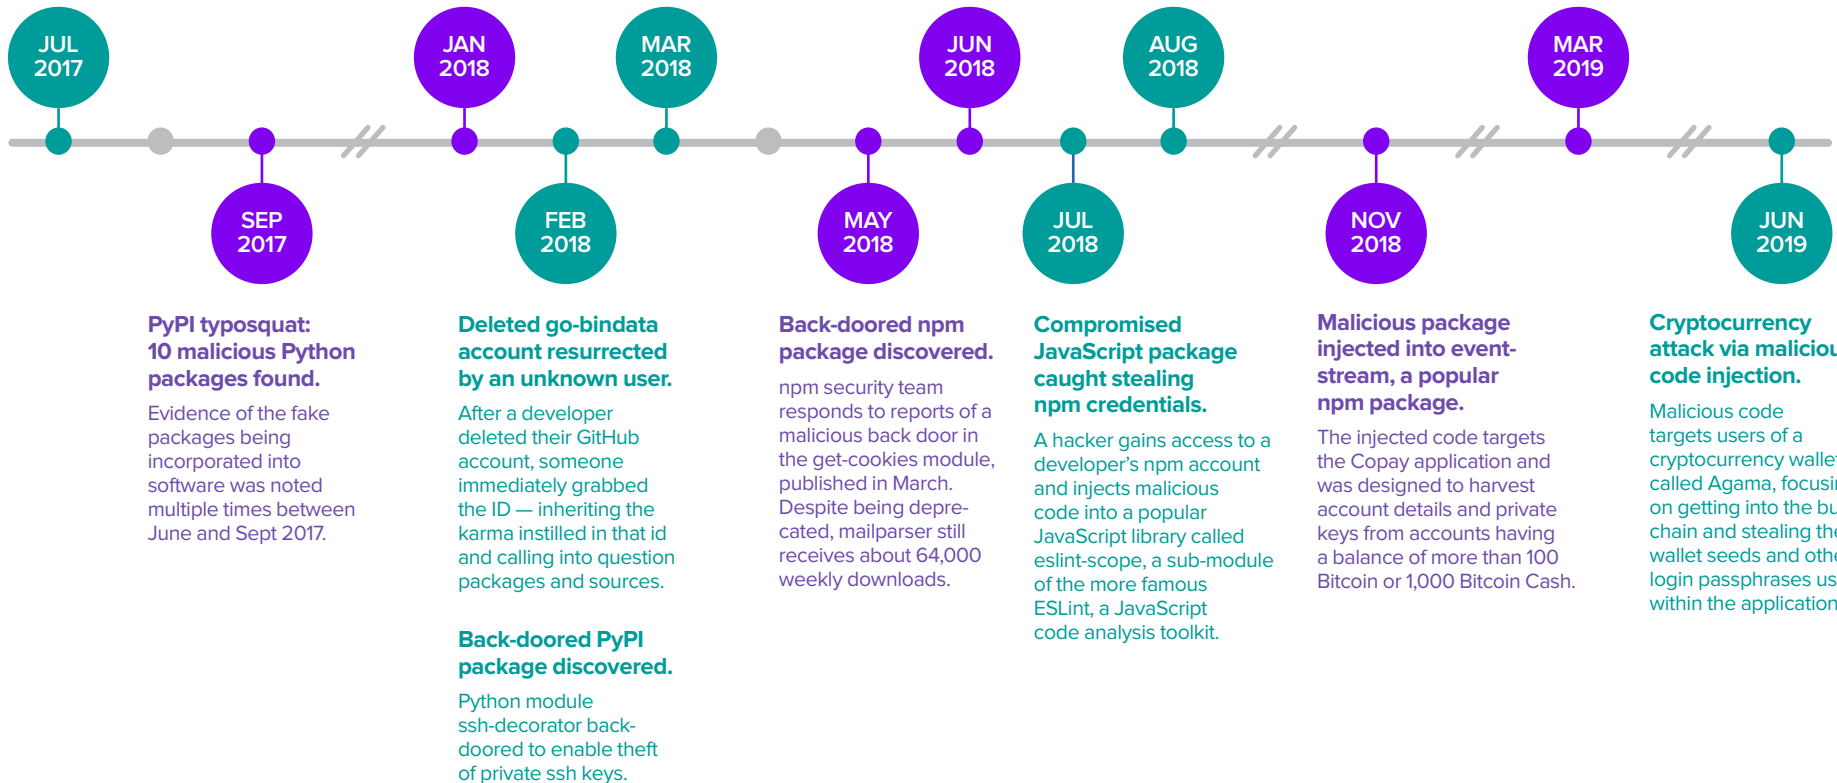 JUL
2017
JAN
2018
MAR
2018
JUN
2018
AUG
2018
MAR
2019
SEP
2017
FEB
2018
MAY
2018
JUL
2018
NOV
2018
JUN
2019
PyPI typosquat:
10 malicious Python
packages found.
Evidence of the fake
packages being
incorporated into
software was noted
multiple times between
June and Sept 2017.
Deleted go-bindata
account resurrected
by an unknown user.
After a developer
deleted their GitHub
account, someone
immediately grabbed
the ID — inheriting the
karma instilled in that id
and calling into question
packages and sources.
Back-doored PyPI
package discovered.
Python module
ssh-decorator back-
doored to enable theft
of private ssh keys.
Back-doored npm
package discovered.
npm security team
responds to reports of a
malicious back door in
the get-cookies module,
published in March.
Despite being depre-
cated, mailparser still
receives about 64,000
weekly downloads.
Compromised
JavaScript package
caught stealing
npm credentials.
A hacker gains access to a
developer's npm account
and injects malicious
code into a popular
JavaScript library called
eslint-scope, a sub-module
of the more famous
ESLint, a JavaScript
code analysis toolkit.
Malicious package
injected into event-
stream, a popular
npm package.
The injected code targets
the Copay application and
was designed to harvest
account details and private
keys from accounts having
a balance of more than 100
Bitcoin or 1,000 Bitcoin Cash.
Cryptocurrency
attack via
code injection.
Malicious code
targets users of a
cryptocurrency
called Agama,
on getting into the
chain and stealing
wallet seeds and
login passphrases
within the application